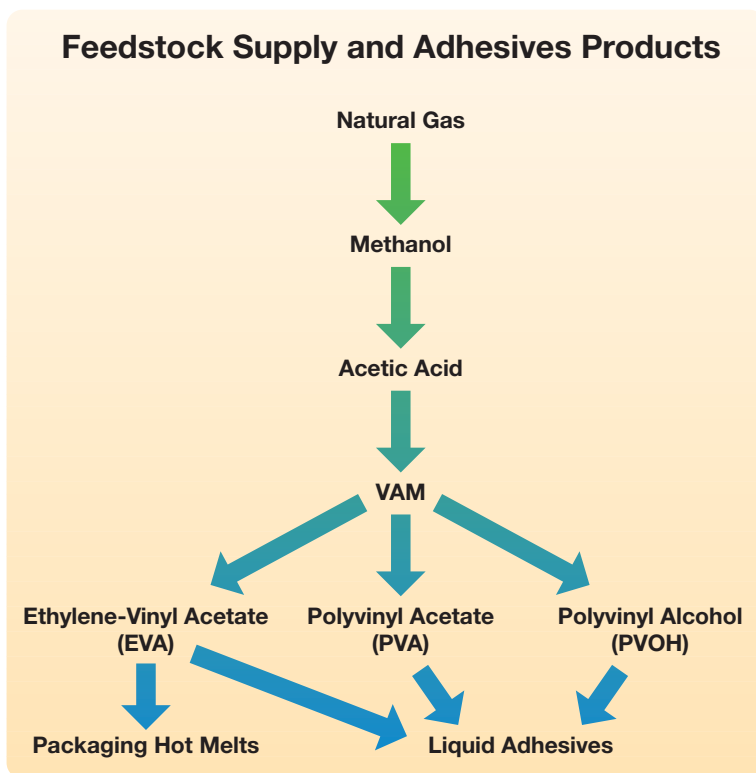 Feedstock Supply and Adhesives Products
Natural Gas
Methanol
Acetic Acid
VAM
Ethylene-Vinyl Acetate
(EVA)
Polyvinyl Acetate
(PVA)
Polyvinyl Alcohol
(PVOH)
Packaging Hot Melts
Liquid Adhesives